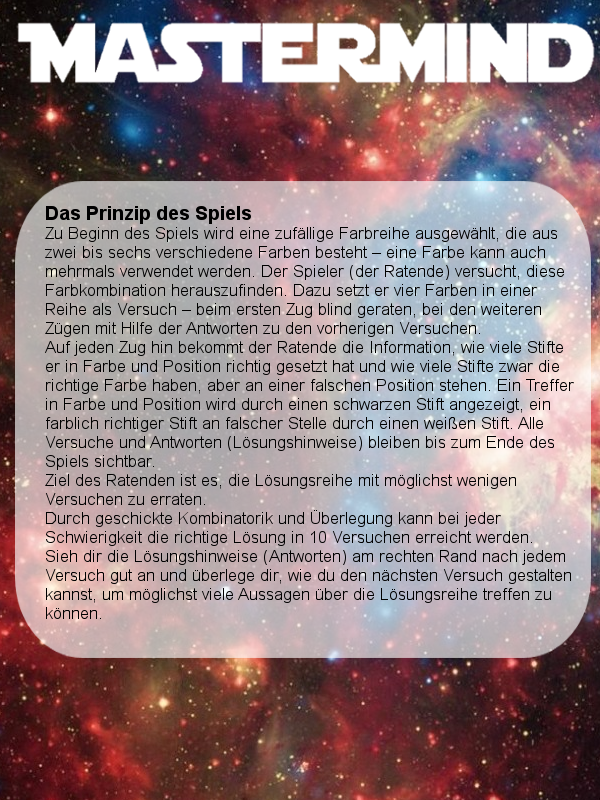 MASTERMIND
Das Prinzip des Spiels
Zu Beginn des Spiels wird eine zufällige Farbreihe ausgewählt, die aus
zwei bis sechs verschiedene Farben besteht – eine Farbe kann auch
mehrmals verwendet werden. Der Spieler (der Ratende) versucht, diese
Farbkombination herauszufinden. Dazu setzt er vier Farben in einer
Reihe als Versuch – beim ersten Zug blind geraten, bei den weiteren
Zügen mit Hilfe der Antworten zu den vorherigen Versuchen.
Auf jeden Zug hin bekommt der Ratende die Information, wie viele Stifte
er in Farbe und Position richtig gesetzt hat und wie viele Stifte zwar die
richtige Farbe haben, aber an einer falschen Position stehen. Ein Treffer
in Farbe und Position wird durch einen schwarzen Stift angezeigt, ein
farblich richtiger Stift an falscher Stelle durch einen weißen Stift. Alle
Versuche und Antworten (Lösungshinweise) bleiben bis zum Ende des
Spiels sichtbar.
Ziel des Ratenden ist es, die Lösungsreihe mit möglichst wenigen
Versuchen zu erraten.
Durch geschickte Kombinatorik und Überlegung kann bei jeder
Schwierigkeit die richtige Lösung in 10 Versuchen erreicht werden.
Sieh dir die Lösungshinweise (Antworten) am rechten Rand nach jedem
Versuch gut an und überlege dir, wie du den nächsten Versuch gestalten
kannst, um möglichst viele Aussagen über die Lösungsreihe treffen zu
können.